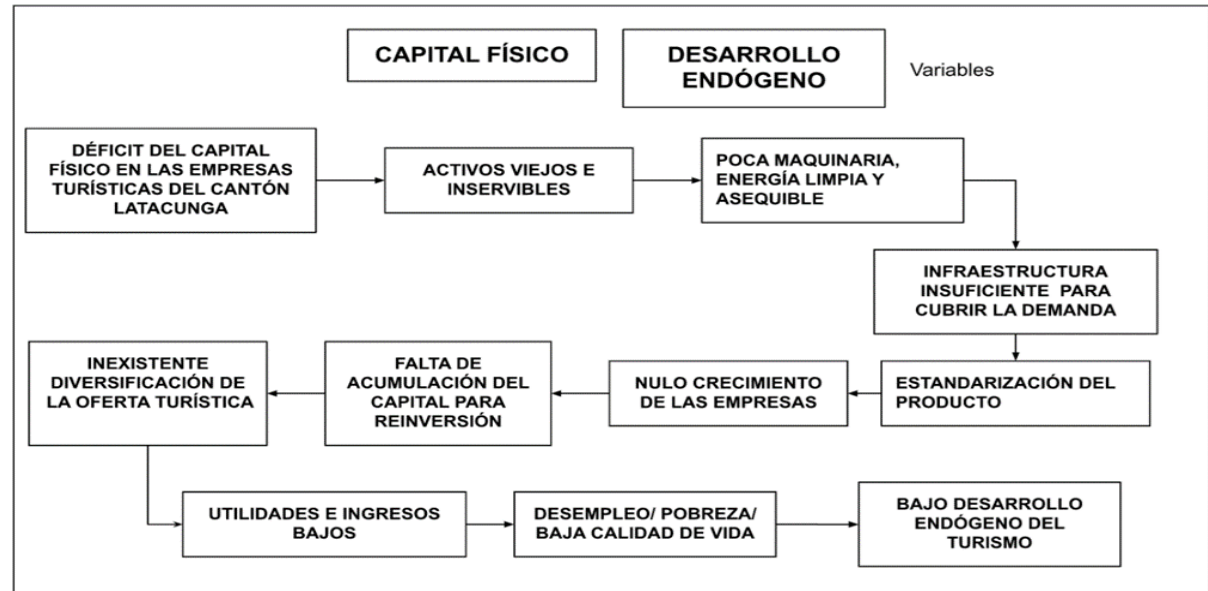 CAPITAL FÍSICO
DESARROLLO
ENDÓGENO
Variables
DÉFICIT DEL CAPITAL
FÍSICO EN LAS EMPRESAS
TURÍSTICAS DEL CANTÓN
LATACUNGA
ACTIVOS VIEJOS E
INSERVIBLES
POCA MAQUINARIA,
ENERGÍA LIMPIA Y
ASEQUIBLE
INFRAESTRUCTURA
INSUFICIENTE PARA
CUBRIR LA DEMANDA
ESTANDARIZACIÓN DEL
PRODUCTO
NULO CRECIMIENTO
DE LAS EMPRESAS
FALTA DE
ACUMULACIÓN DEL
CAPITAL PARA
REINVERSIÓN
INEXISTENTE
DIVERSIFICACIÓN DE
LA OFERTA TURÍSTICA
UTILIDADES E INGRESOS
BAJOS
DESEMPLEO/ POBREZA/
BAJA CALIDAD DE VIDA
BAJO DESARROLLO
ENDÓGENO DEL
TURISMO